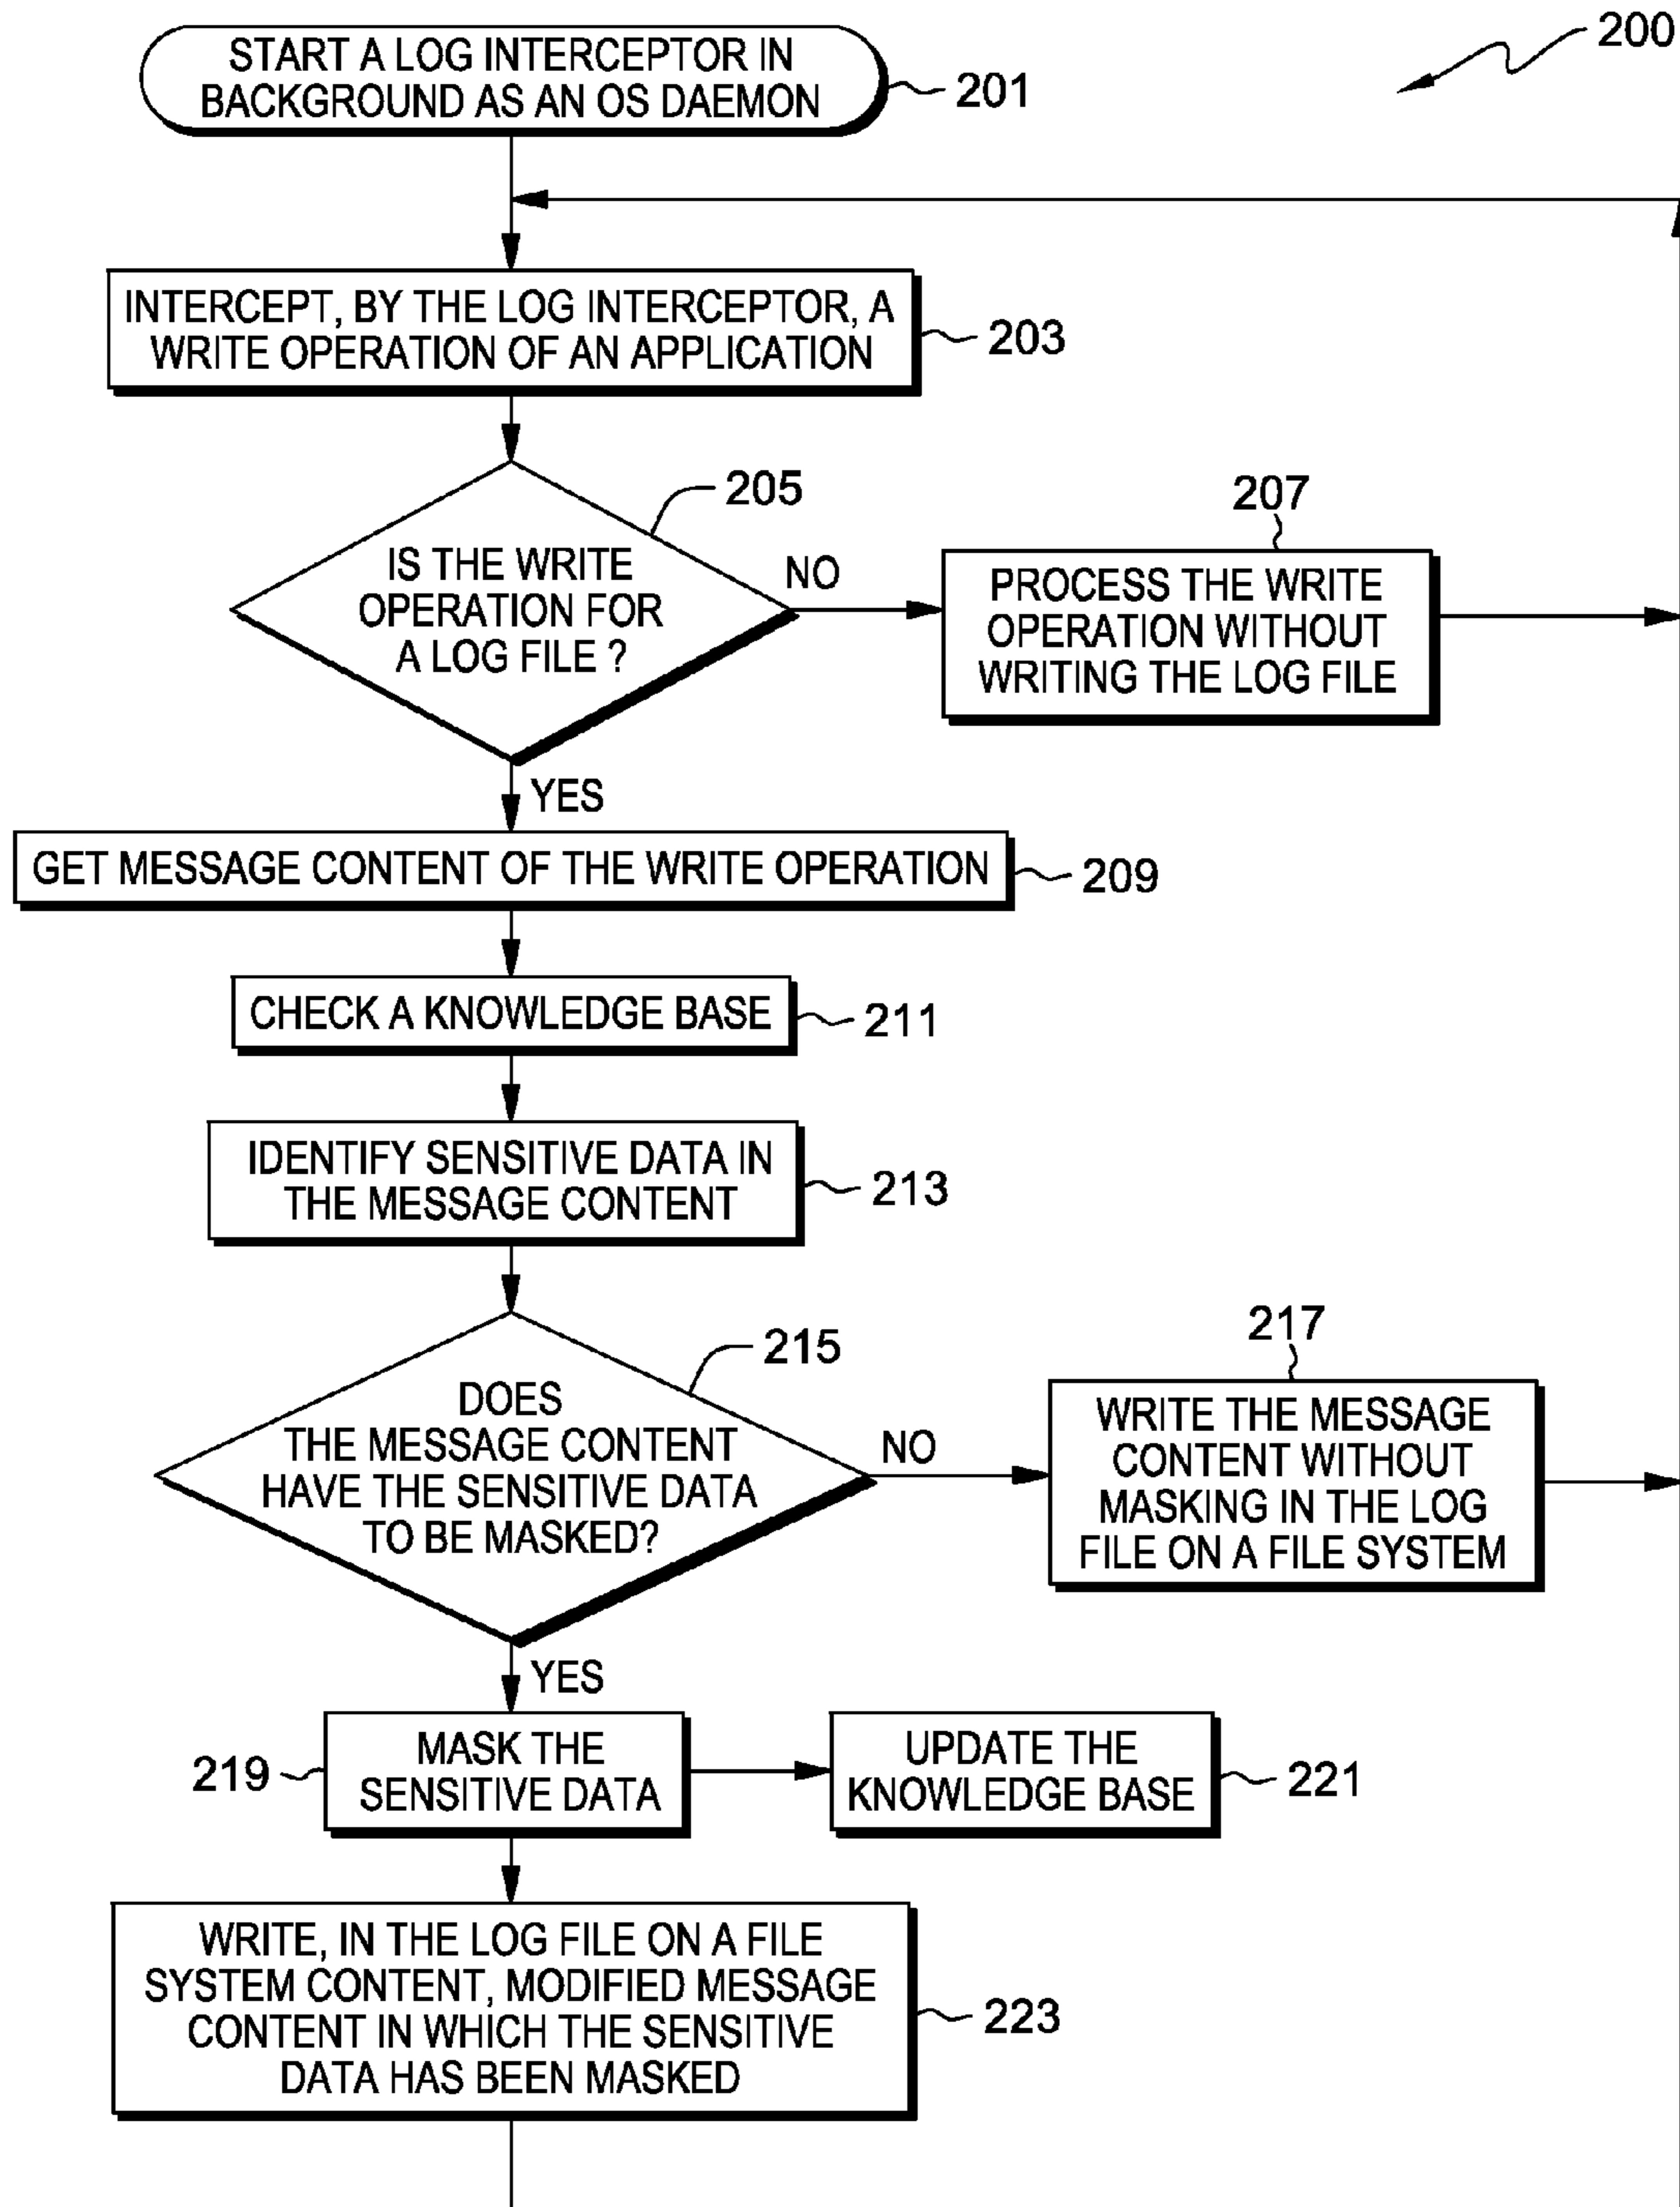 200
START A LOG INTERCEPTOR IN
BACKGROUND AS AN OS DAEMON
201
INTERCEPT, BY THE LOG INTERCEPTOR, A
WRITE OPERATION OF AN APPLICATION
203
205
IS THE WRITE
OPERATION FOR
A LOG FILE ?
NO
207
PROCESS THE WRITE
OPERATION WITHOUT
WRITING THE LOG FILE
YES
GET MESSAGE CONTENT OF THE WRITE OPERATION
209
CHECK A KNOWLEDGE BASE
211
IDENTIFY SENSITIVE DATA IN
THE MESSAGE CONTENT
213
215
DOES
THE MESSAGE CONTENT
HAVE THE SENSITIVE DATA
TO BE MASKED?
NO
217
WRITE THE MESSAGE
CONTENT WITHOUT
MASKING IN THE LOG
FILE ON A FILE SYSTEM
YES
219
MASK THE
SENSITIVE DATA
UPDATE THE
KNOWLEDGE BASE
221
WRITE, IN THE LOG FILE ON A FILE
SYSTEM CONTENT, MODIFIED MESSAGE
CONTENT IN WHICH THE SENSITIVE
DATA HAS BEEN MASKED
223